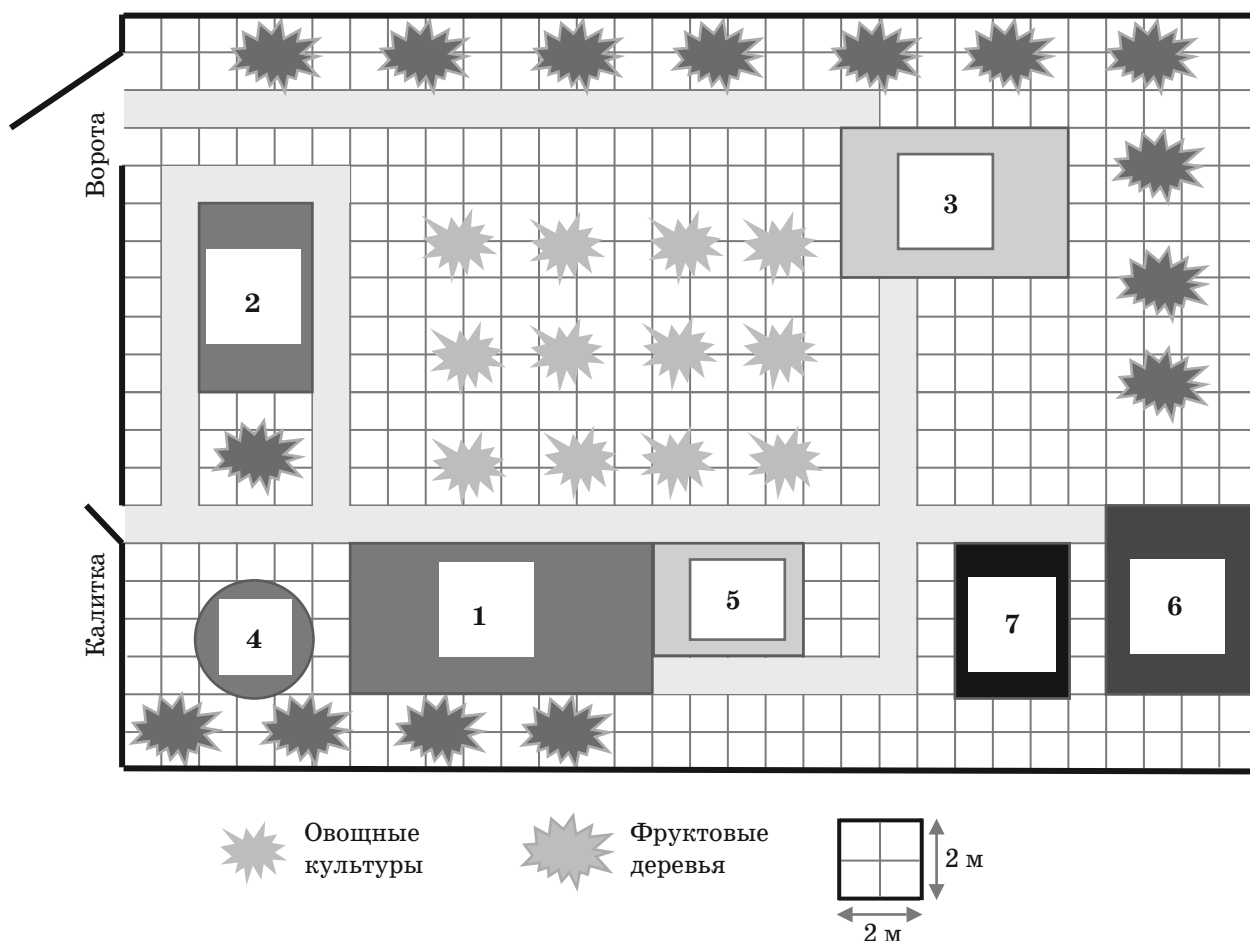 Ворота
3
2
Калитка
1
5
4
7
6
Овощные
культуры
Фруктовые
деревья
2 м
2 м